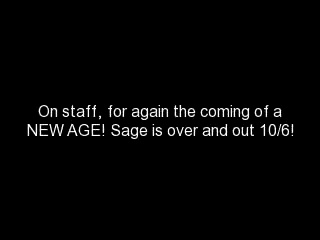 On staff, for again the coming of a
NEW AGE! Sage is over and out 10/6!